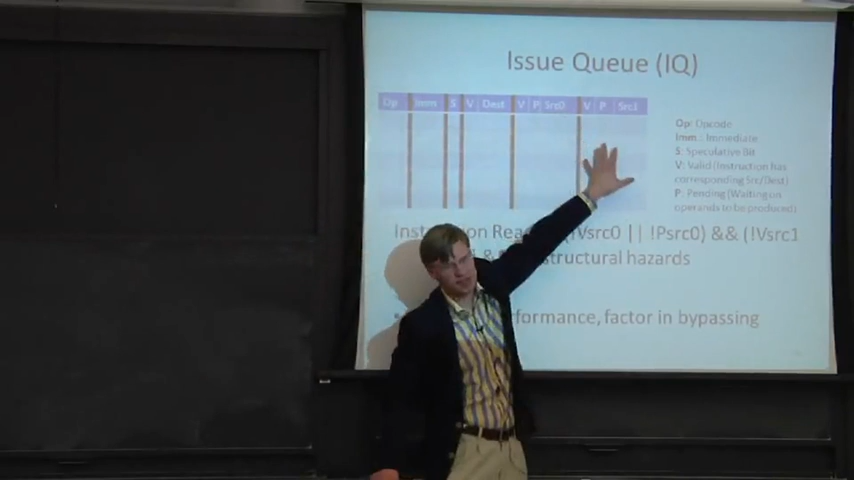 Issue Queue (IQ)
Op Imm S V Dest V P Src0 V P Src1
Op: Opcode
Imm.: Immediate
S: Speculative Bit
V: Valid (Instruction has
corresponding Src/Dest)
P: Pending (Waiting on
operands to be produced)
Vsrc0 || !Psrc0) && (!Vsrc1
structural hazards
formance, factor in bypassing